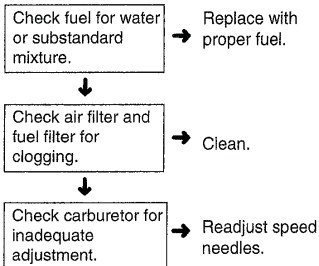 Check fuel for water
or substandard
mixture.
Replace with
proper fuel.
Check air filter and
fuel filter for
clogging.
Clean.
Check carburetor for
inadequate
adjustment.
Readjust speed
needles.